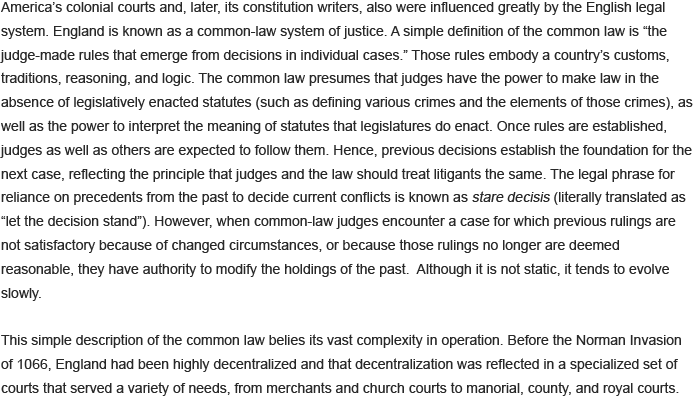 America’s colonial courts and, later, its constitution writers, also were influenced greatly by the English legal
system. England is known as a common-law system of justice. A simple definition of the common law is “the
judge-made rules that emerge from decisions in individual cases.” Those rules embody a country’s customs,
traditions, reasoning, and logic. The common law presumes that judges have the power to make law in the
absence of legislatively enacted statutes (such as defining various crimes and the elements of those crimes), as
well as the power to interpret the meaning of statutes that legislatures do enact. Once rules are established,
judges as well as others are expected to follow them. Hence, previous decisions establish the foundation for the
next case, reflecting the principle that judges and the law should treat litigants the same. The legal phrase for
reliance on precedents from the past to decide current conflicts is known as stare decisis (literally translated as
“let the decision stand”). However, when common-law judges encounter a case for which previous rulings are
not satisfactory because of changed circumstances, or because those rulings no longer are deemed
reasonable, they have authority to modify the holdings of the past.  Although it is not static, it tends to evolve
slowly.
This simple description of the common law belies its vast complexity in operation. Before the Norman Invasion
of 1066, England had been highly decentralized and that decentralization was reflected in a specialized set of
courts that served a variety of needs, from merchants and church courts to manorial, county, and royal courts.